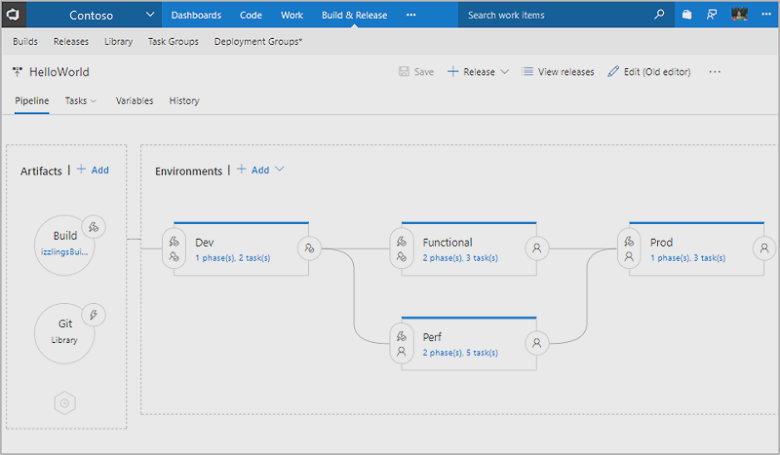 Contoso
Dashboards Code Work Build & Release ••• Search work items •••
Builds Releases Library Task Groups Deployment Groups*
HelloWorld Save + Release View releases Edit (Old editor) •••
Pipeline Tasks Variables History
Artifacts | + Add
Environments | + Add
Build
izzlingsBui...
Git
Library
Dev
1 phase(s), 2 task(s)
Functional
2 phase(s), 3 task(s)
Prod
1 phase(s), 3 task(s)
Perf
2 phase(s), 5 task(s)